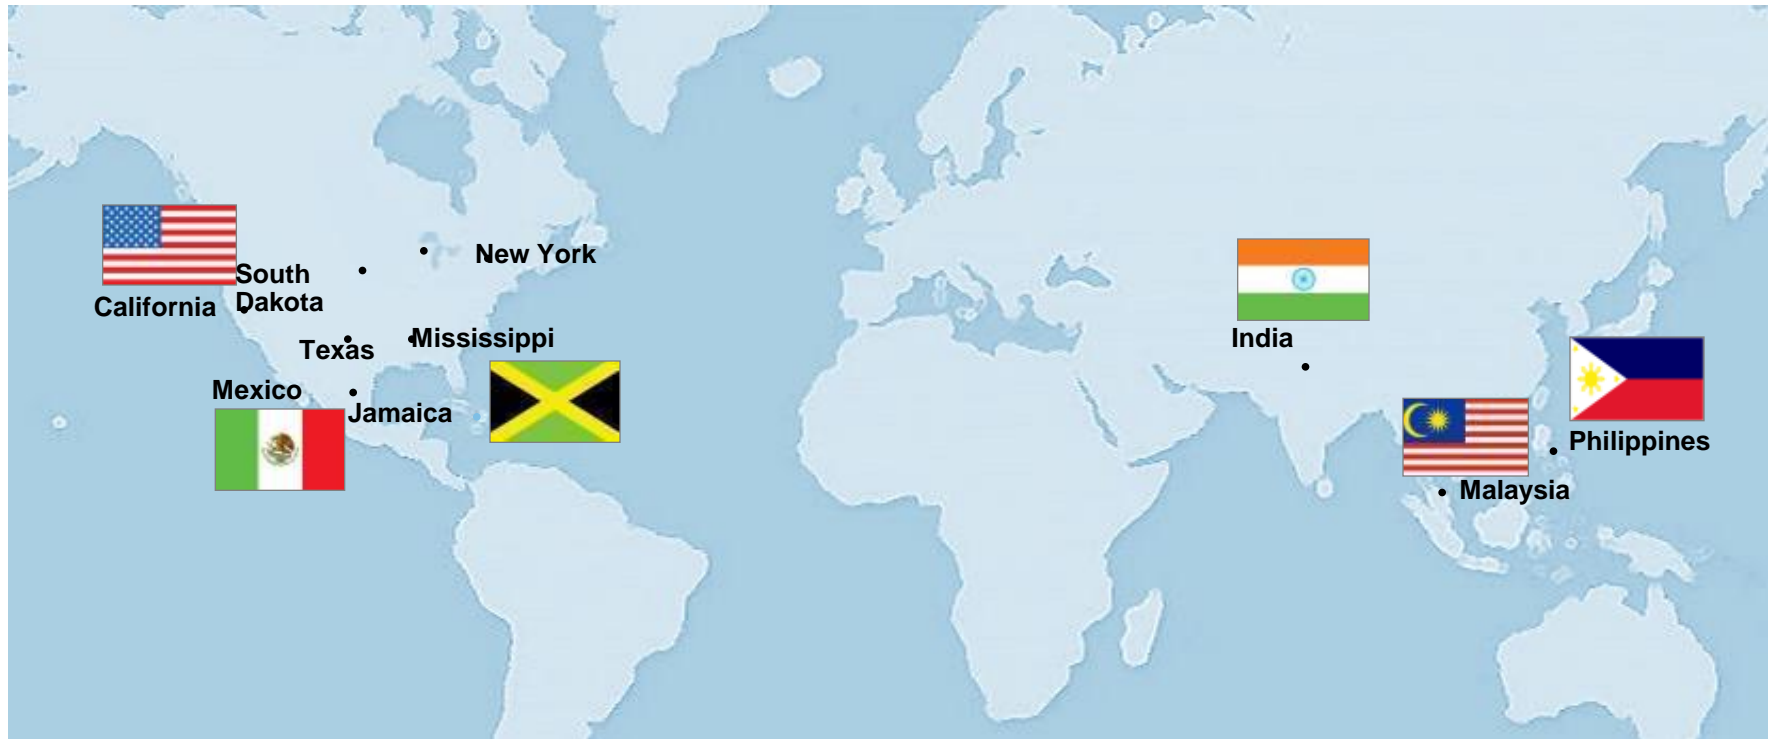 New York
South
Dakota
California
India
Texas
Mississippi
Mexico
Jamaica
Philippines
Malaysia